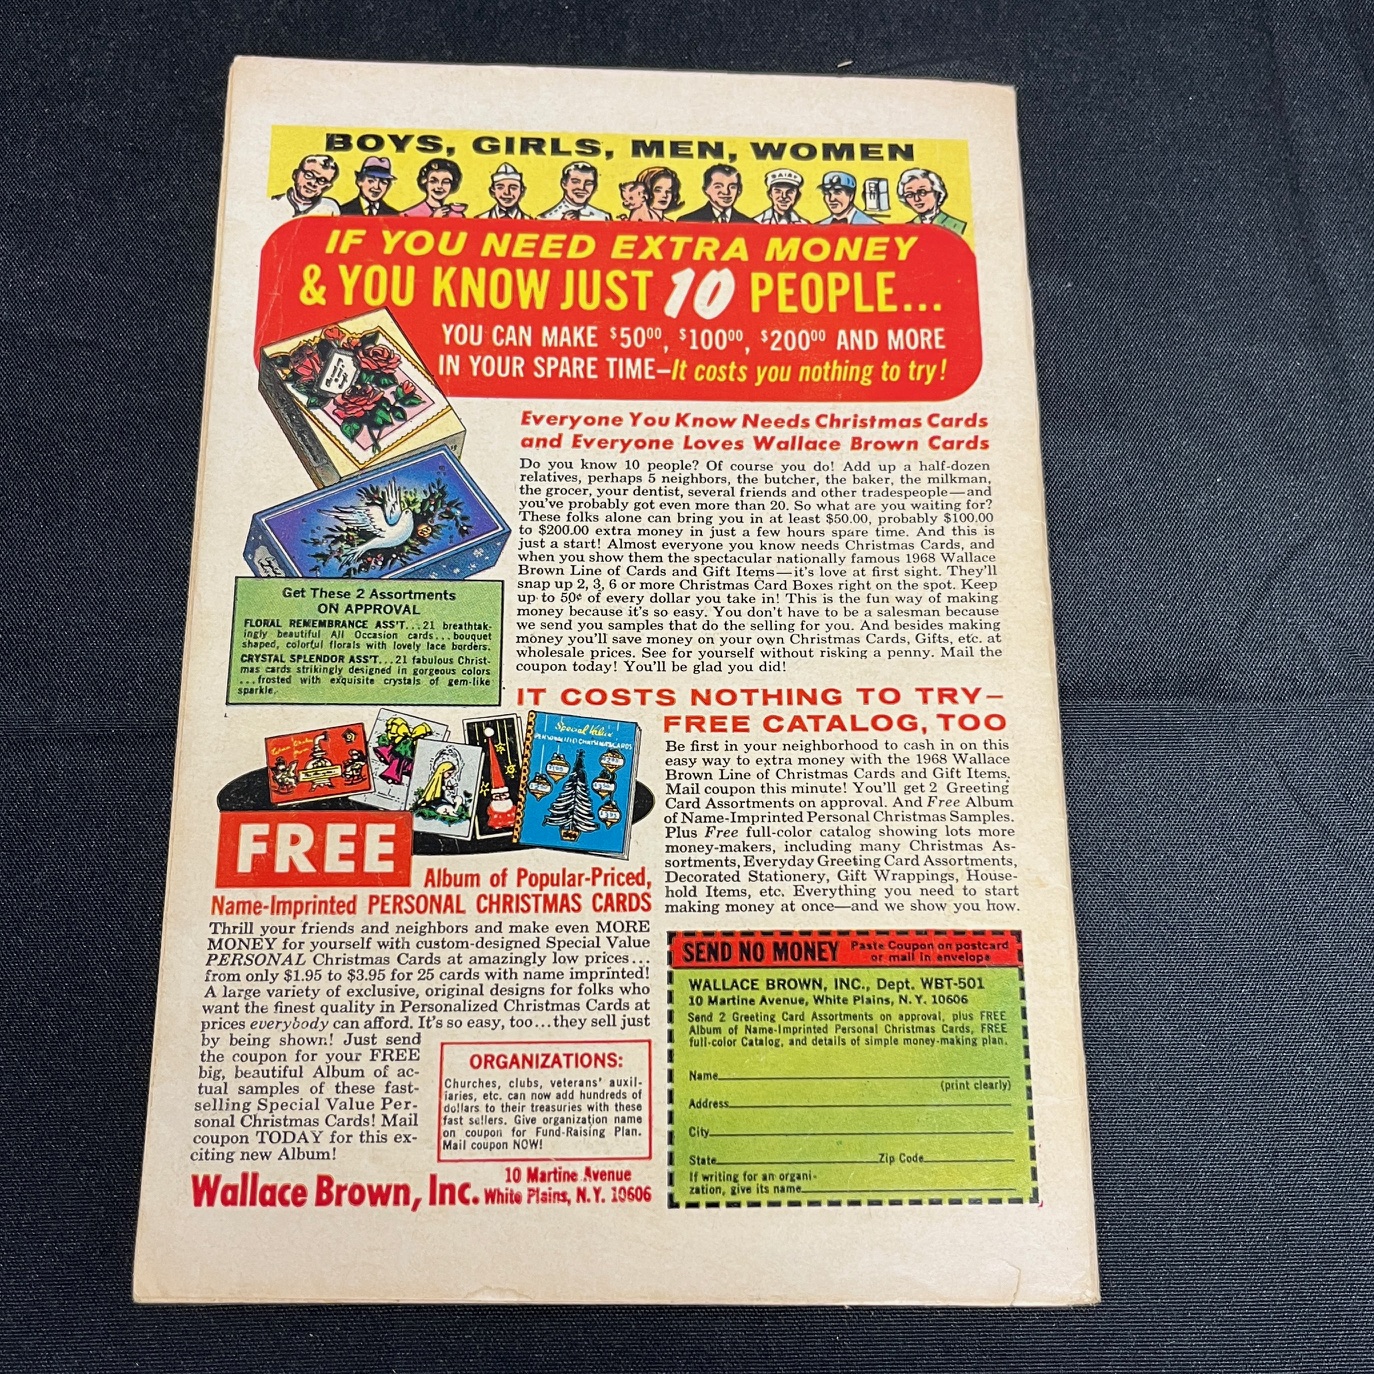 BOYS, GIRLS, MEN, WOMEN
DAIRY
IF YOU NEED EXTRA MONEY
& YOU KNOW JUST 10 PEOPLE...
YOU CAN MAKE $50⁰⁰, $100⁰⁰, $200⁰⁰ AND MORE
IN YOUR SPARE TIME—It costs you nothing to try!
Everyone You Know Needs Christmas Cards
and Everyone Loves Wallace Brown Cards
Do you know 10 people? Of course you do! Add up a half-dozen
relatives, perhaps 5 neighbors, the butcher, the baker, the milkman,
the grocer, your dentist, several friends and other tradespeople—and
you've probably got even more than 20. So what are you waiting for?
These folks alone can bring you in at least $50.00, probably $100.00
to $200.00 extra money in just a few hours spare time. And this is
just a start! Almost everyone you know needs Christmas Cards, and
when you show them the spectacular nationally famous 1968 Wallace
Brown Line of Cards and Gift Items—it's love at first sight. They'll
snap up 2, 3, 6 or more Christmas Card Boxes right on the spot. Keep
up to 50¢ of every dollar you take in! This is the fun way of making
money because it's so easy. You don't have to be a salesman because
we send you samples that do the selling for you. And besides making
money you'll save money on your own Christmas Cards, Gifts, etc. at
wholesale prices. See for yourself without risking a penny. Mail the
coupon today! You'll be glad you did!
Get These 2 Assortments
ON APPROVAL
FLORAL REMEMBRANCE ASS'T...21 breathtak-
ingly beautiful All Occasion cards...bouquet
shaped, colorful florals with lovely lace borders.
CRYSTAL SPLENDOR ASS'T...21 fabulous Christ-
mas cards strikingly designed in gorgeous colors
...frosted with exquisite crystals of gem-like
sparkle.
IT COSTS NOTHING TO TRY—
FREE CATALOG, TOO
Be first in your neighborhood to cash in on this
easy way to extra money with the 1968 Wallace
Brown Line of Christmas Cards and Gift Items.
Mail coupon this minute! You'll get 2 Greeting
Card Assortments on approval. And Free Album
of Name-Imprinted Personal Christmas Samples.
Plus Free full-color catalog showing lots more
money-makers, including many Christmas As-
sortments, Everyday Greeting Card Assortments,
Decorated Stationery, Gift Wrappings, House-
hold Items, etc. Everything you need to start
making money at once—and we show you how.
Special Value
PERSONALIZED CHRISTMAS CARDS
FREE
Album of Popular-Priced,
Name-Imprinted PERSONAL CHRISTMAS CARDS
Thrill your friends and neighbors and make even MORE
MONEY for yourself with custom-designed Special Value
PERSONAL Christmas Cards at amazingly low prices...
from only $1.95 to $3.95 for 25 cards with name imprinted!
A large variety of exclusive, original designs for folks who
want the finest quality in Personalized Christmas Cards at
prices everybody can afford. It's so easy, too...they sell just
by being shown! Just send
the coupon for your FREE
big, beautiful Album of ac-
tual samples of these fast-
selling Special Value Per-
sonal Christmas Cards! Mail
coupon TODAY for this ex-
citing new Album!
ORGANIZATIONS:
Churches, clubs, veterans' auxil-
iaries, etc. can now add hundreds of
dollars to their treasuries with these
fast sellers. Give organization name
on coupon for Fund-Raising Plan.
Mail coupon NOW!
Wallace Brown, Inc.
10 Martine Avenue
White Plains, N.Y. 10606
SEND NO MONEY
Paste Coupon on postcard
or mail in envelope
WALLACE BROWN, INC., Dept. WBT-501
10 Martine Avenue, White Plains, N. Y. 10606
Send 2 Greeting Card Assortments on approval, plus FREE
Album of Name-Imprinted Personal Christmas Cards, FREE
full-color Catalog, and details of simple money-making plan.
Name
(print clearly)
Address
City
State Zip Code
If writing for an organi-
zation, give its name